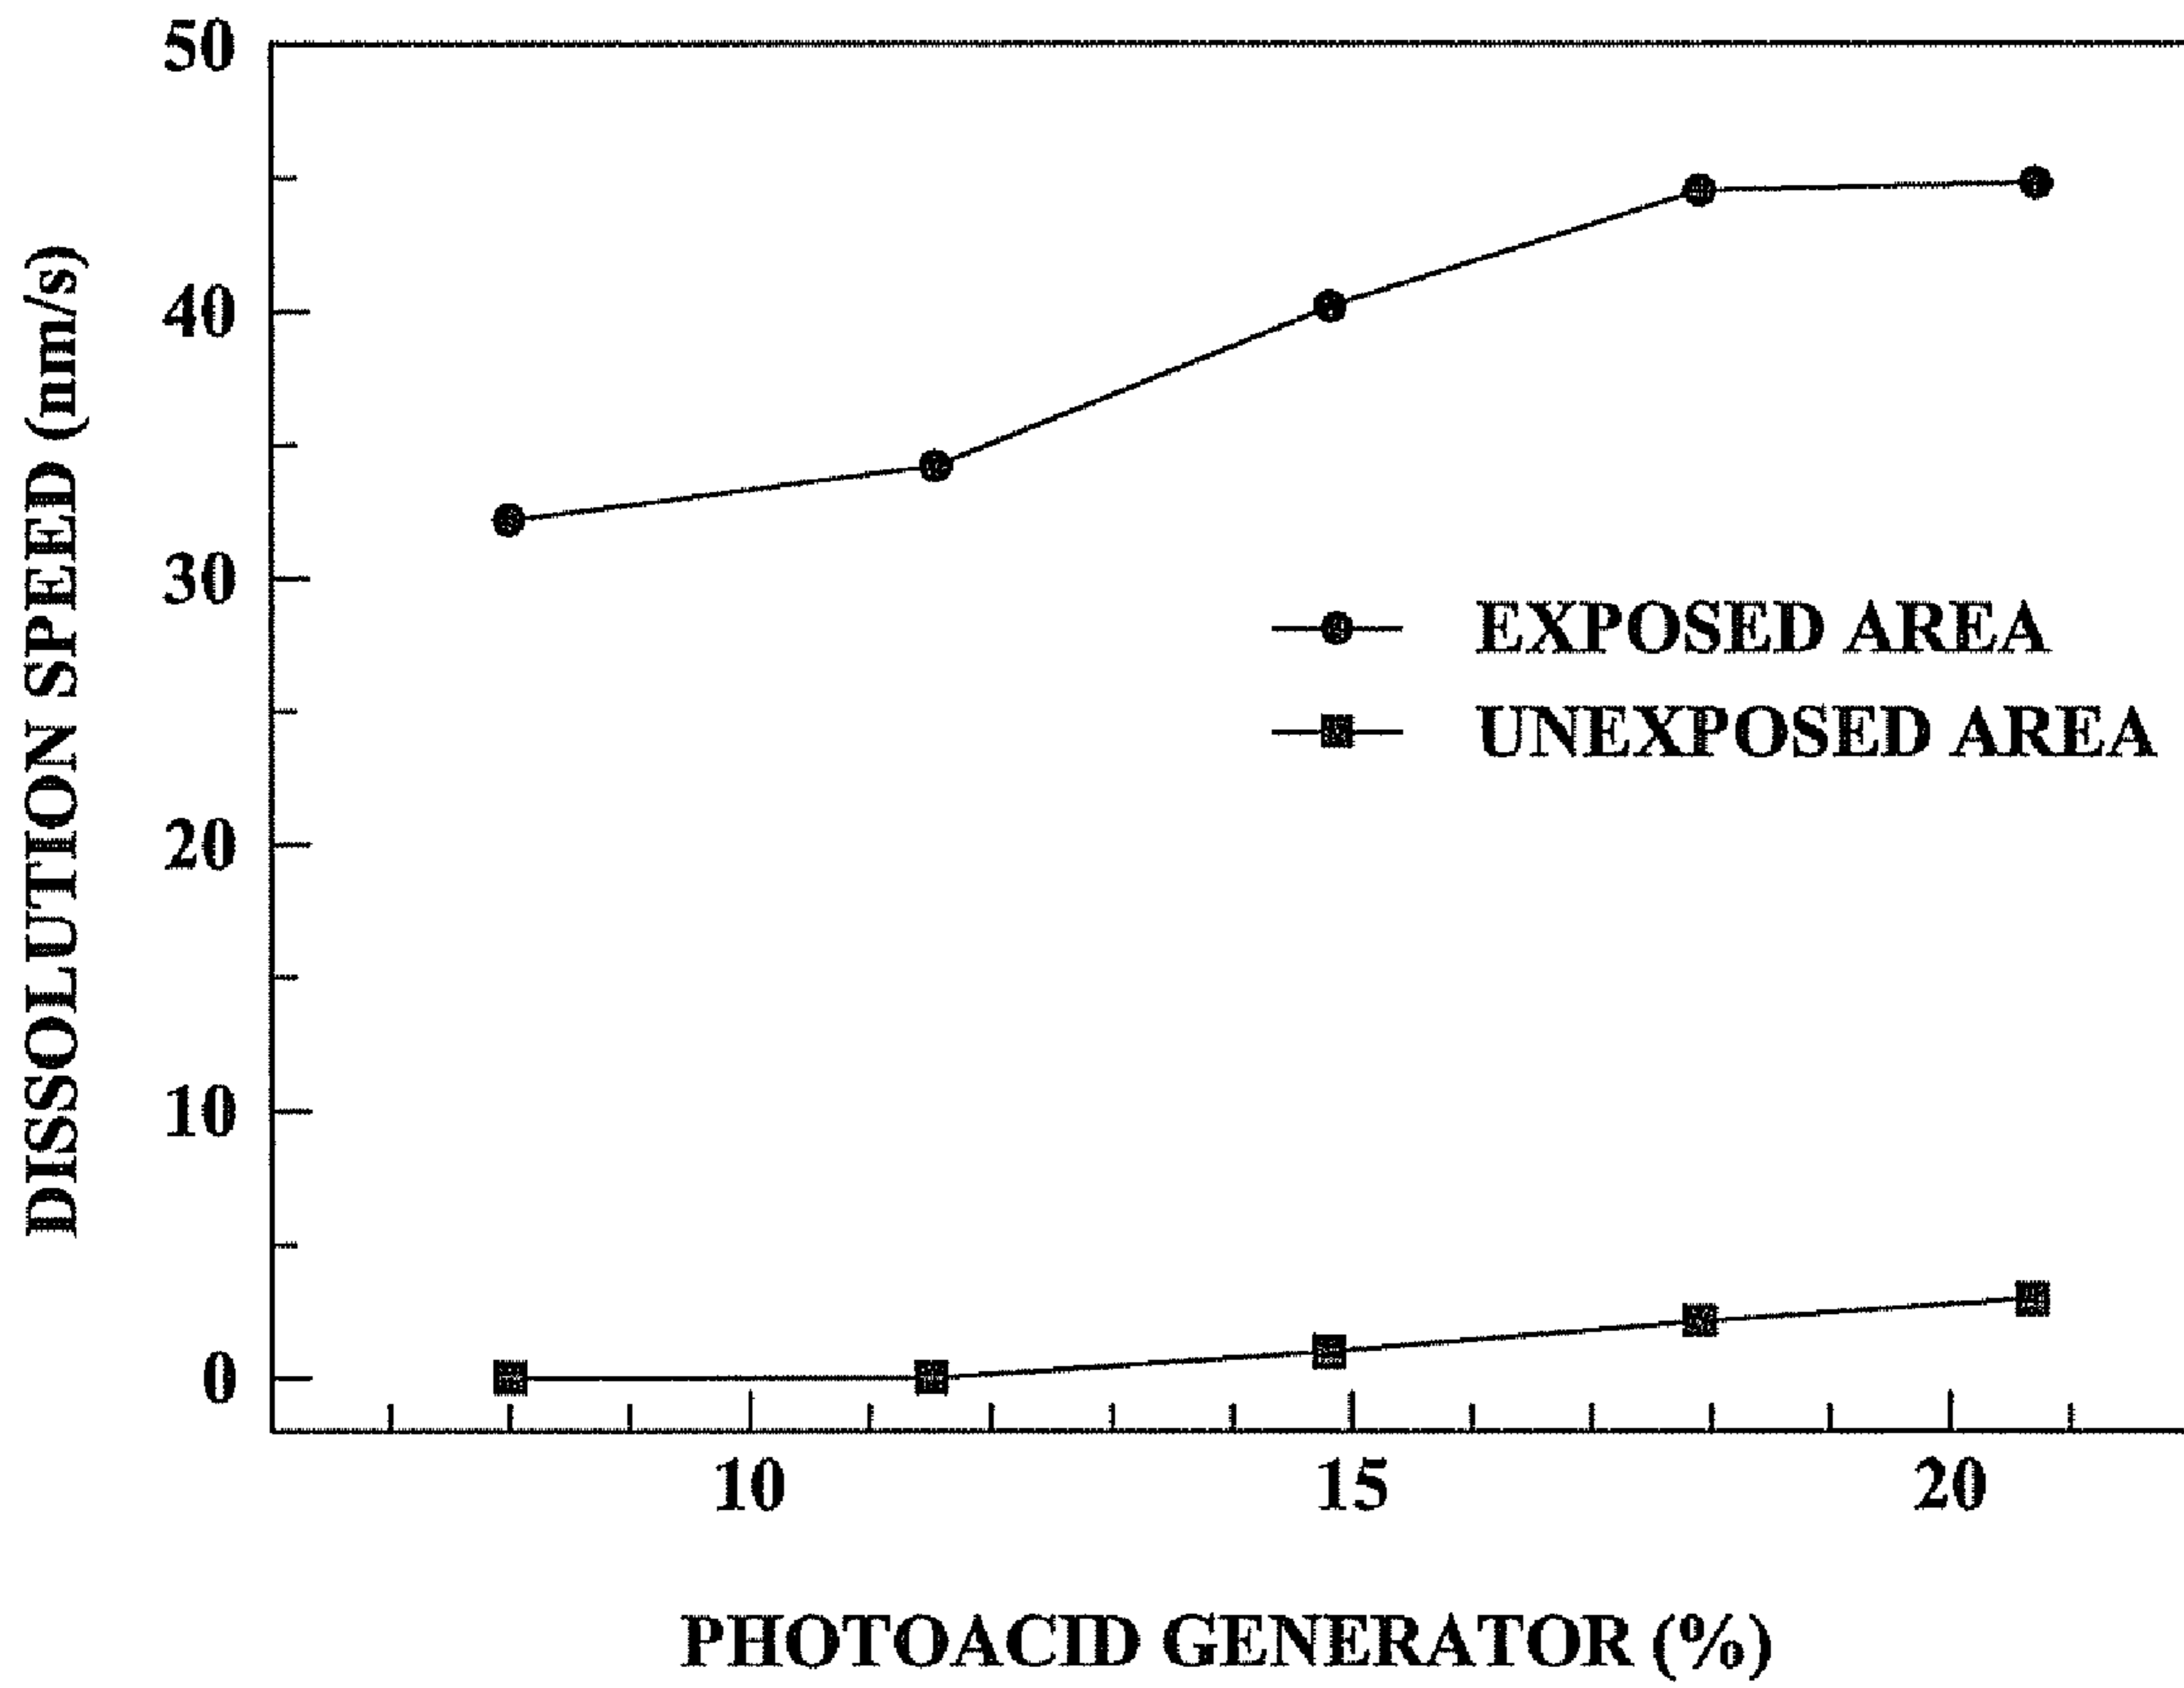 50
40
30
20
10
0
DISSOLUTION SPEED (nm/s)
EXPOSED AREA
UNEXPOSED AREA
10 15 20
PHOTOACID GENERATOR (%)